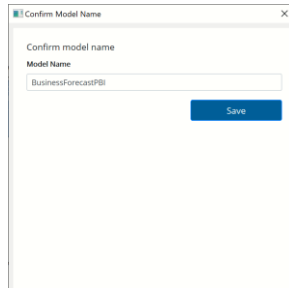 Confirm Model Name
Confirm model name
Model Name
BusinessForecastPBI
Save